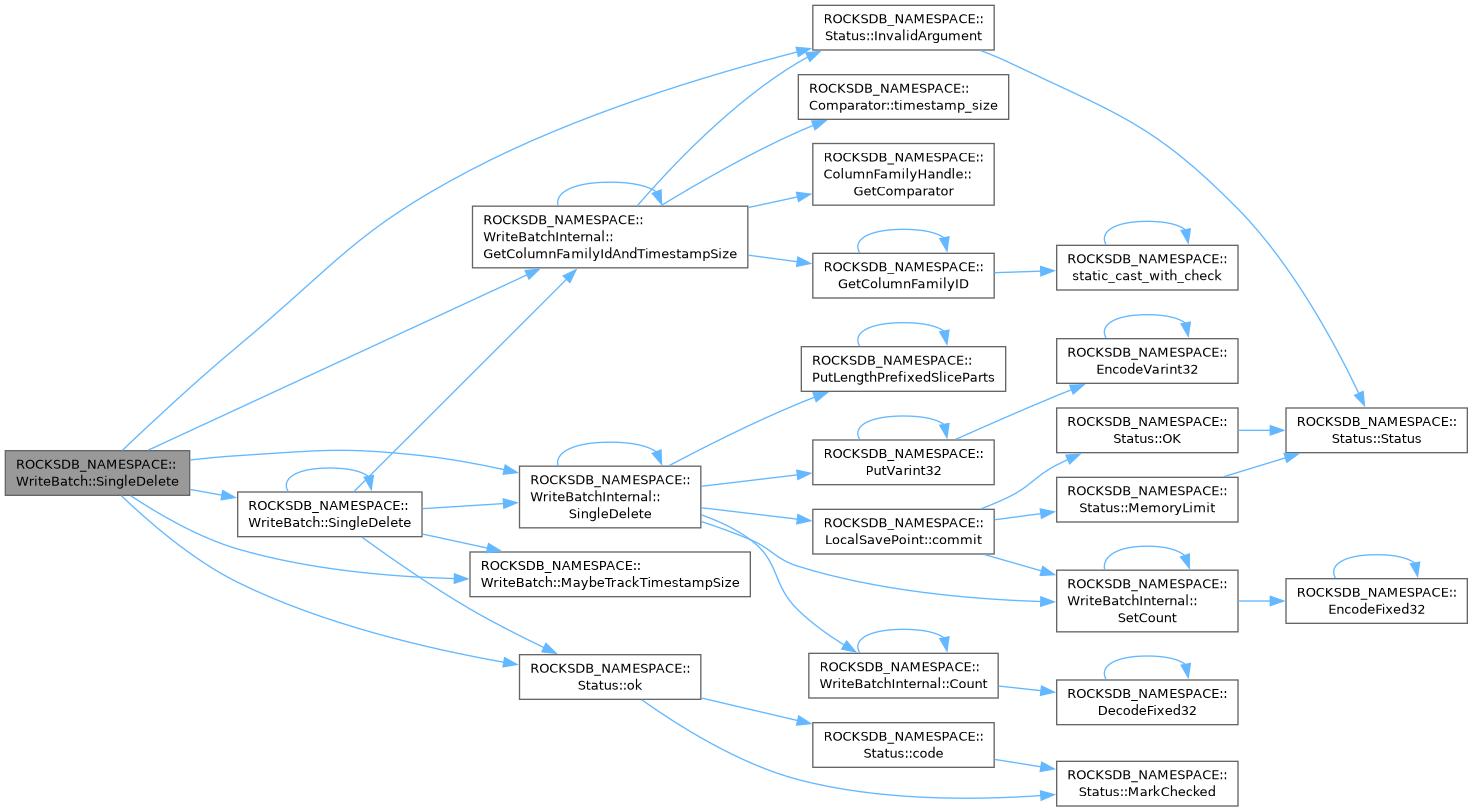 ROCKSDB_NAMESPACE::
WriteBatch::SingleDelete
ROCKSDB_NAMESPACE::
Status::InvalidArgument
ROCKSDB_NAMESPACE::
Comparator::timestamp_size
ROCKSDB_NAMESPACE::
ColumnFamilyHandle::
GetComparator
ROCKSDB_NAMESPACE::
WriteBatchInternal::
GetColumnFamilyIdAndTimestampSize
ROCKSDB_NAMESPACE::
GetColumnFamilyID
ROCKSDB_NAMESPACE::
static_cast_with_check
ROCKSDB_NAMESPACE::
PutLengthPrefixedSliceParts
ROCKSDB_NAMESPACE::
EncodeVarint32
ROCKSDB_NAMESPACE::
PutVarint32
ROCKSDB_NAMESPACE::
Status::OK
ROCKSDB_NAMESPACE::
Status::Status
ROCKSDB_NAMESPACE::
WriteBatch::SingleDelete
ROCKSDB_NAMESPACE::
WriteBatchInternal::
SingleDelete
ROCKSDB_NAMESPACE::
LocalSavePoint::commit
ROCKSDB_NAMESPACE::
Status::MemoryLimit
ROCKSDB_NAMESPACE::
WriteBatch::MaybeTrackTimestampSize
ROCKSDB_NAMESPACE::
WriteBatchInternal::
SetCount
ROCKSDB_NAMESPACE::
EncodeFixed32
ROCKSDB_NAMESPACE::
Status::ok
ROCKSDB_NAMESPACE::
WriteBatchInternal::Count
ROCKSDB_NAMESPACE::
DecodeFixed32
ROCKSDB_NAMESPACE::
Status::code
ROCKSDB_NAMESPACE::
Status::MarkChecked